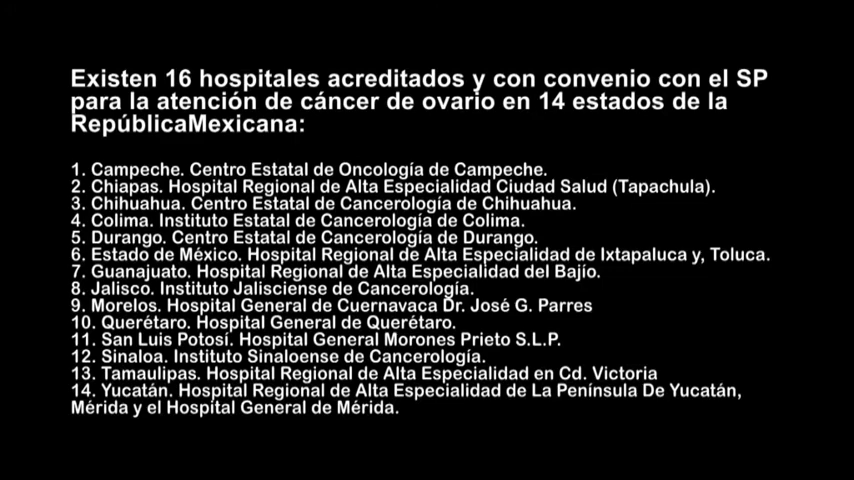 Existen 16 hospitales acreditados y con convenio con el SP
para la atención de cáncer de ovario en 14 estados de la
RepúblicaMexicana:
1. Campeche. Centro Estatal de Oncología de Campeche.
2. Chiapas. Hospital Regional de Alta Especialidad Ciudad Salud (Tapachula).
3. Chihuahua. Centro Estatal de Cancerología de Chihuahua.
4. Colima. Instituto Estatal de Cancerología de Colima.
5. Durango. Centro Estatal de Cancerología de Durango.
6. Estado de México. Hospital Regional de Alta Especialidad de Ixtapaluca y, Toluca.
7. Guanajuato. Hospital Regional de Alta Especialidad del Bajío.
8. Jalisco. Instituto Jalisciense de Cancerología.
9. Morelos. Hospital General de Cuernavaca Dr. José G. Parres
10. Querétaro. Hospital General de Querétaro.
11. San Luis Potosí. Hospital General Morones Prieto S.L.P.
12. Sinaloa. Instituto Sinaloense de Cancerología.
13. Tamaulipas. Hospital Regional de Alta Especialidad en Cd. Victoria
14. Yucatán. Hospital Regional de Alta Especialidad de La Península De Yucatán,
Mérida y el Hospital General de Mérida.